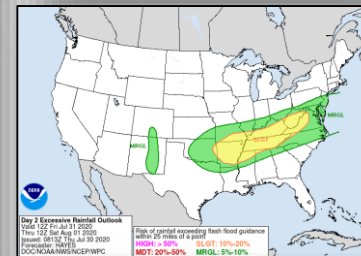 MRGL
SLGT
MRGL
NOAA
Day 2 Excessive Rainfall Outlook
Valid 12Z Fri Jul 31 2020
Thru 12Z Sat Aug 01 2020
Issued: 0813Z Thu Jul 30 2020
Forecaster: HAYES
DOC/NOAA/NWS/NCEP/WPC
Risk of rainfall exceeding flash flood guidance
within 25 miles of a point
HIGH: > 50% SLGT: 10%-20%
MDT: 20%-50% MRGL: 5%-10%